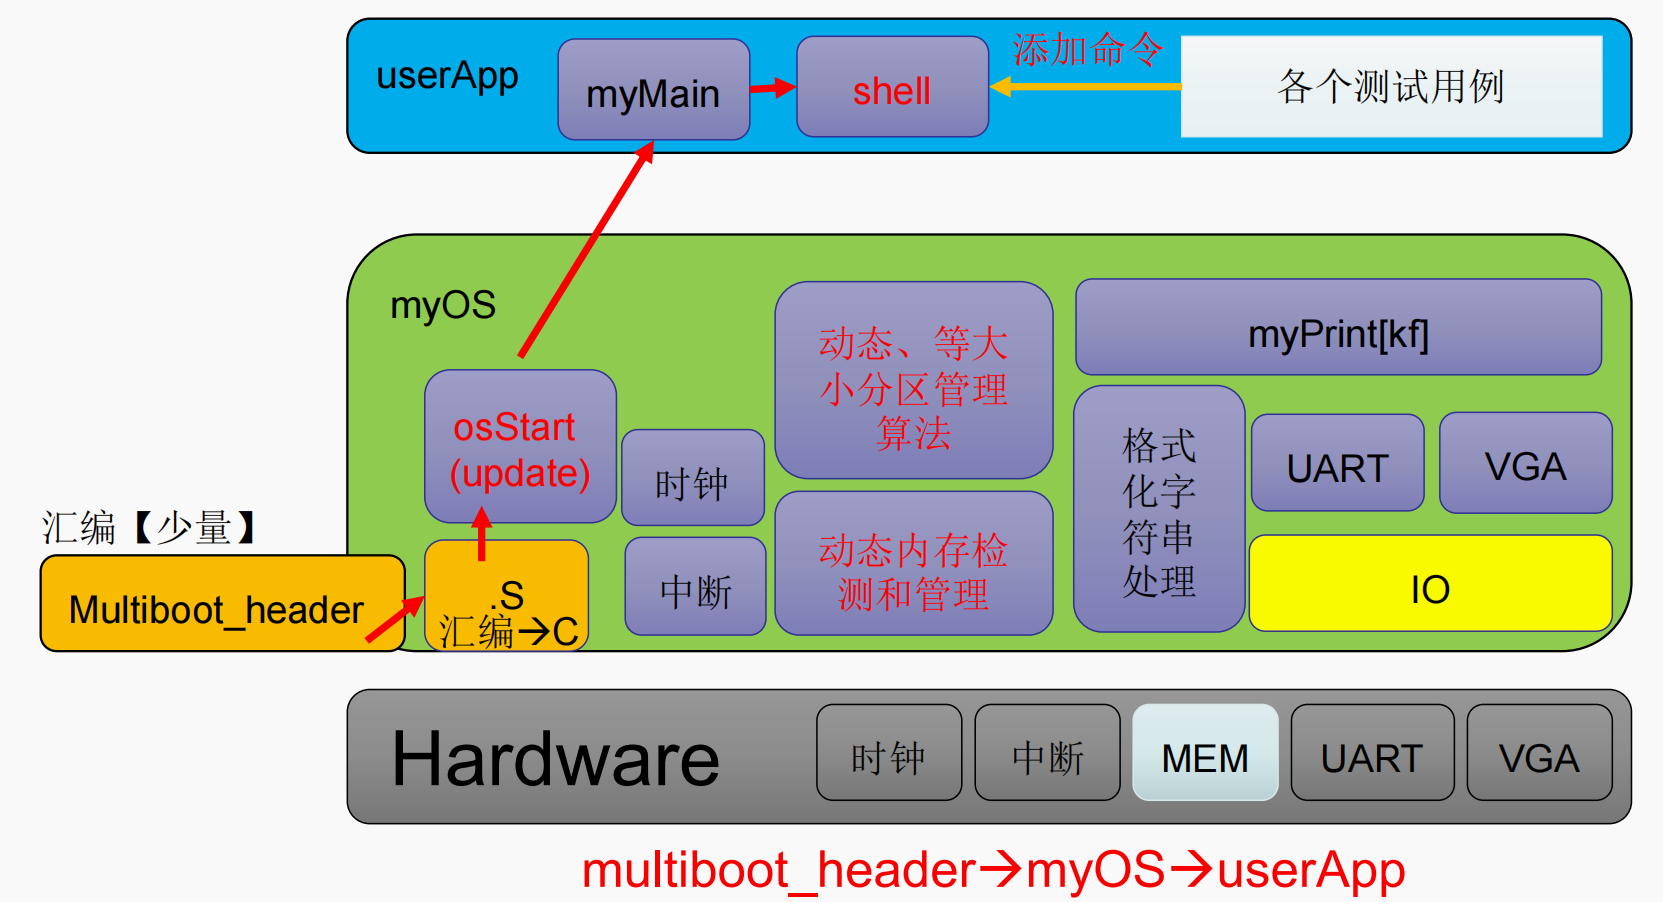 userApp
myMain
shell
添加命令
各个测试用例
myOS
动态、等大
小分区管理
算法
myPrint[kf]
osStart
(update)
时钟
格式
化字
符串
处理
UART
VGA
汇编【少量】
Multiboot_header
.S
汇编→C
中断
动态内存检
测和管理
IO
Hardware
时钟
中断
MEM
UART
VGA
multiboot_header→myOS→userApp